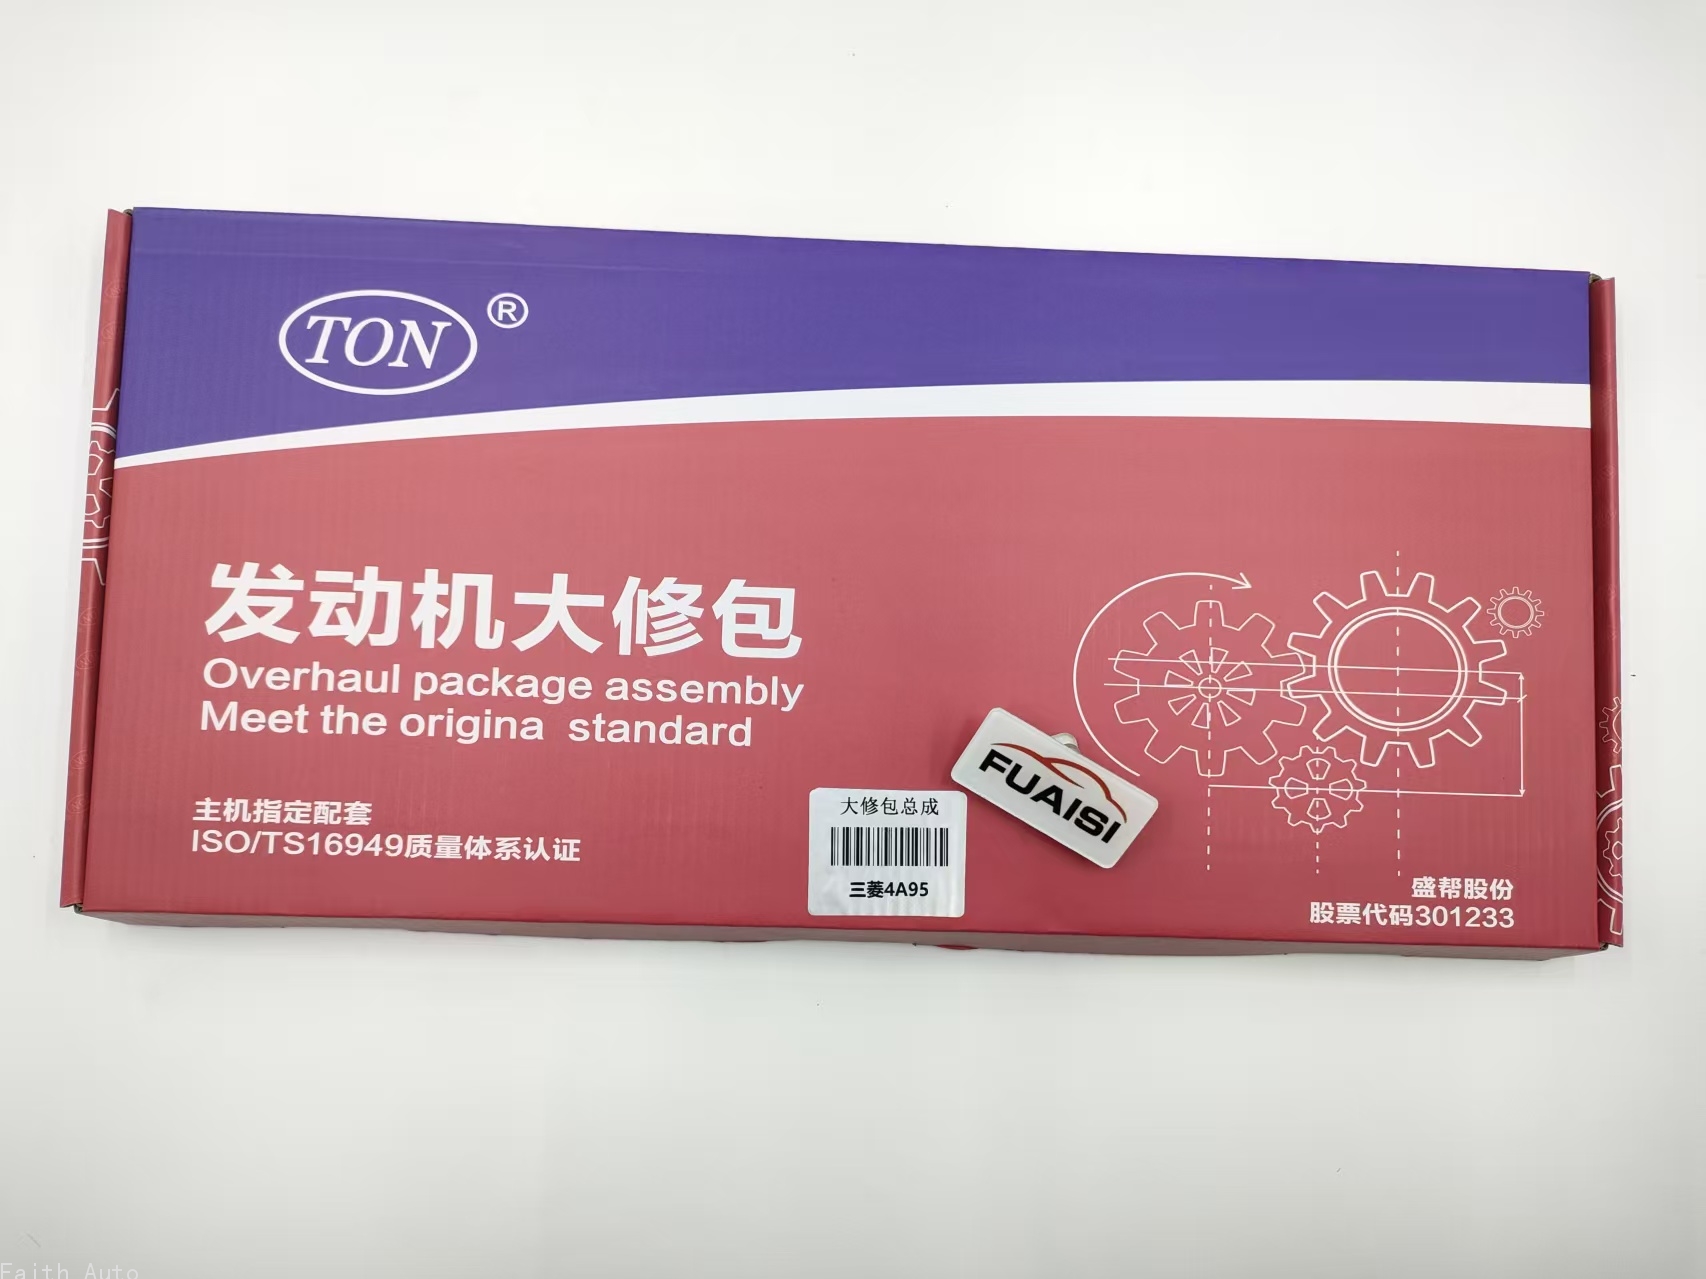 TON ®
发动机大修包
Overhaul package assembly
Meet the origina standard
主机指定配套
ISO/TS16949质量体系认证
大修包总成
三菱4A95
FUAISI
盛帮股份
股票代码301233
Faith Auto